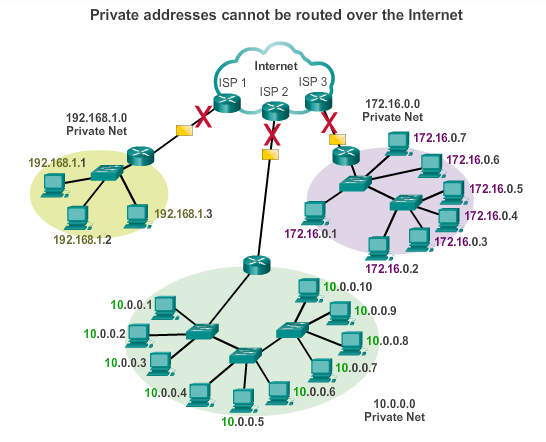 Private addresses cannot be routed over the Internet
Internet
ISP 1
ISP 2
ISP 3
192.168.1.0
Private Net
172.16.0.0
Private Net
192.168.1.1
192.168.1.2
192.168.1.3
172.16.0.7
172.16.0.6
172.16.0.5
172.16.0.4
172.16.0.3
172.16.0.2
172.16.0.1
10.0.0.1
10.0.0.2
10.0.0.3
10.0.0.4
10.0.0.5
10.0.0.6
10.0.0.7
10.0.0.8
10.0.0.9
10.0.0.10
10.0.0.0
Private Net